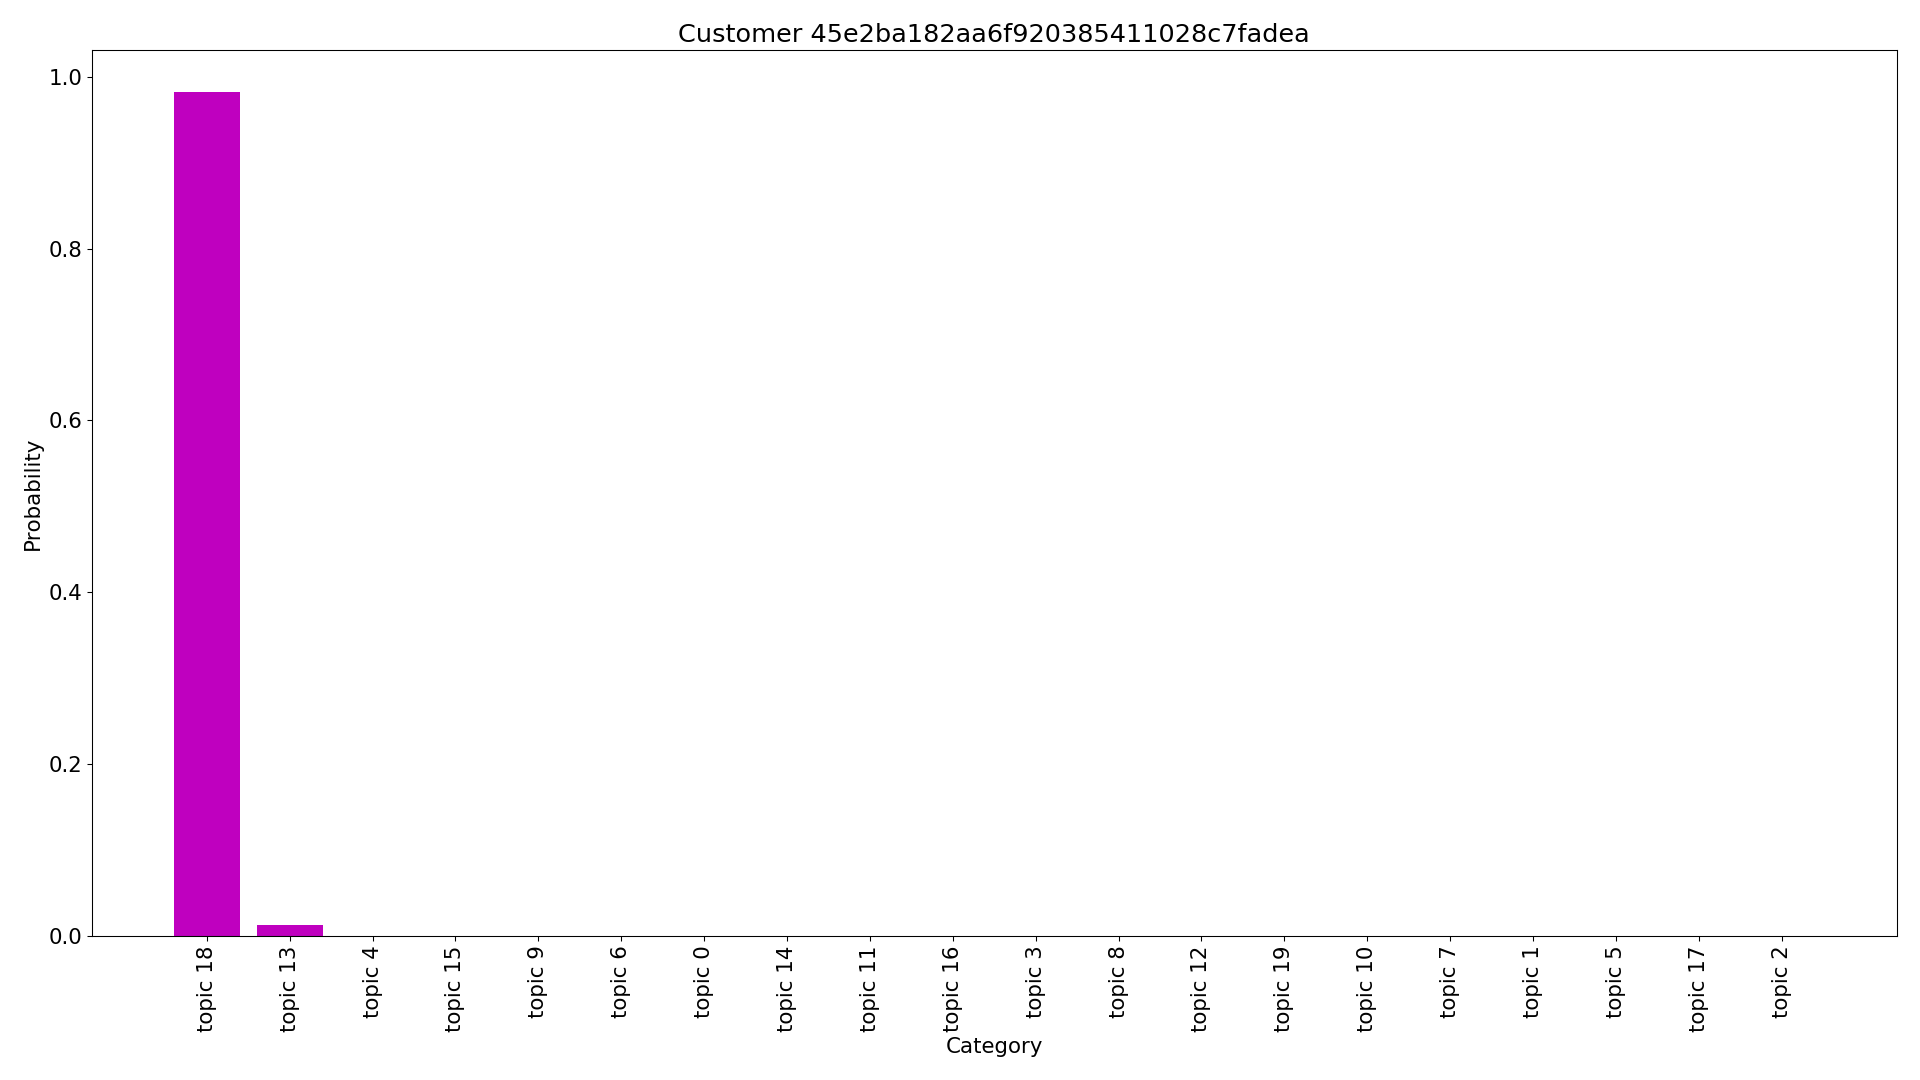 Customer 45e2ba182aa6f920385411028c7fadea
1.0
0.8
0.6
0.4
0.2
0.0
Probability
topic 18
topic 13
topic 4
topic 15
topic 9
topic 6
topic 0
topic 14
topic 11
topic 16
topic 3
topic 8
topic 12
topic 19
topic 10
topic 7
topic 1
topic 5
topic 17
topic 2
Category